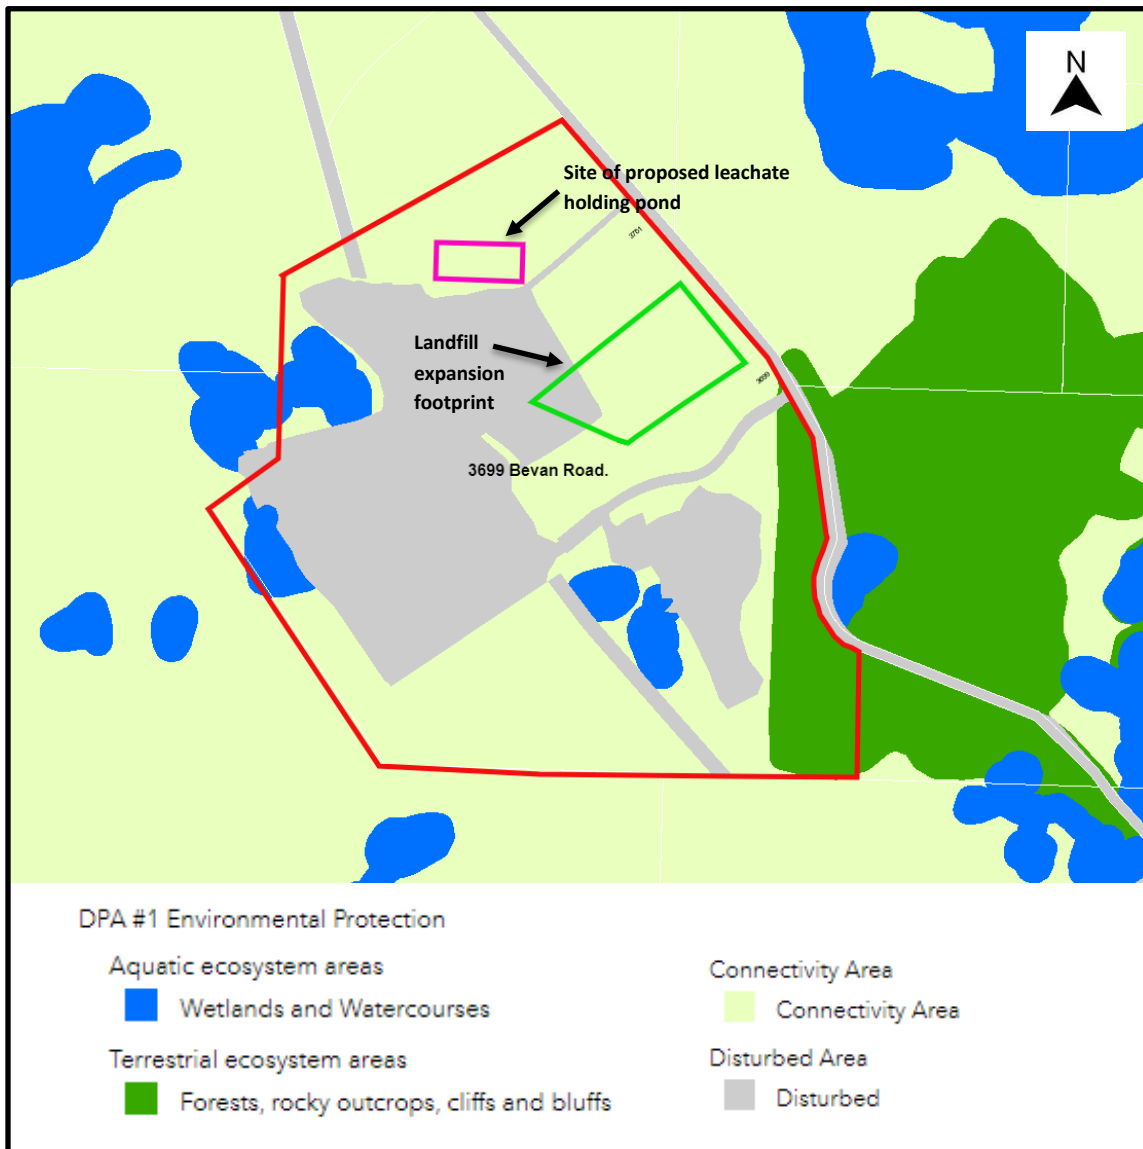 N
Site of proposed leachate
holding pond
3761
Landfill
expansion
footprint
3699
3699 Bevan Road.
DPA #1 Environmental Protection
Aquatic ecosystem areas
Wetlands and Watercourses
Terrestrial ecosystem areas
Forests, rocky outcrops, cliffs and bluffs
Connectivity Area
Connectivity Area
Disturbed Area
Disturbed